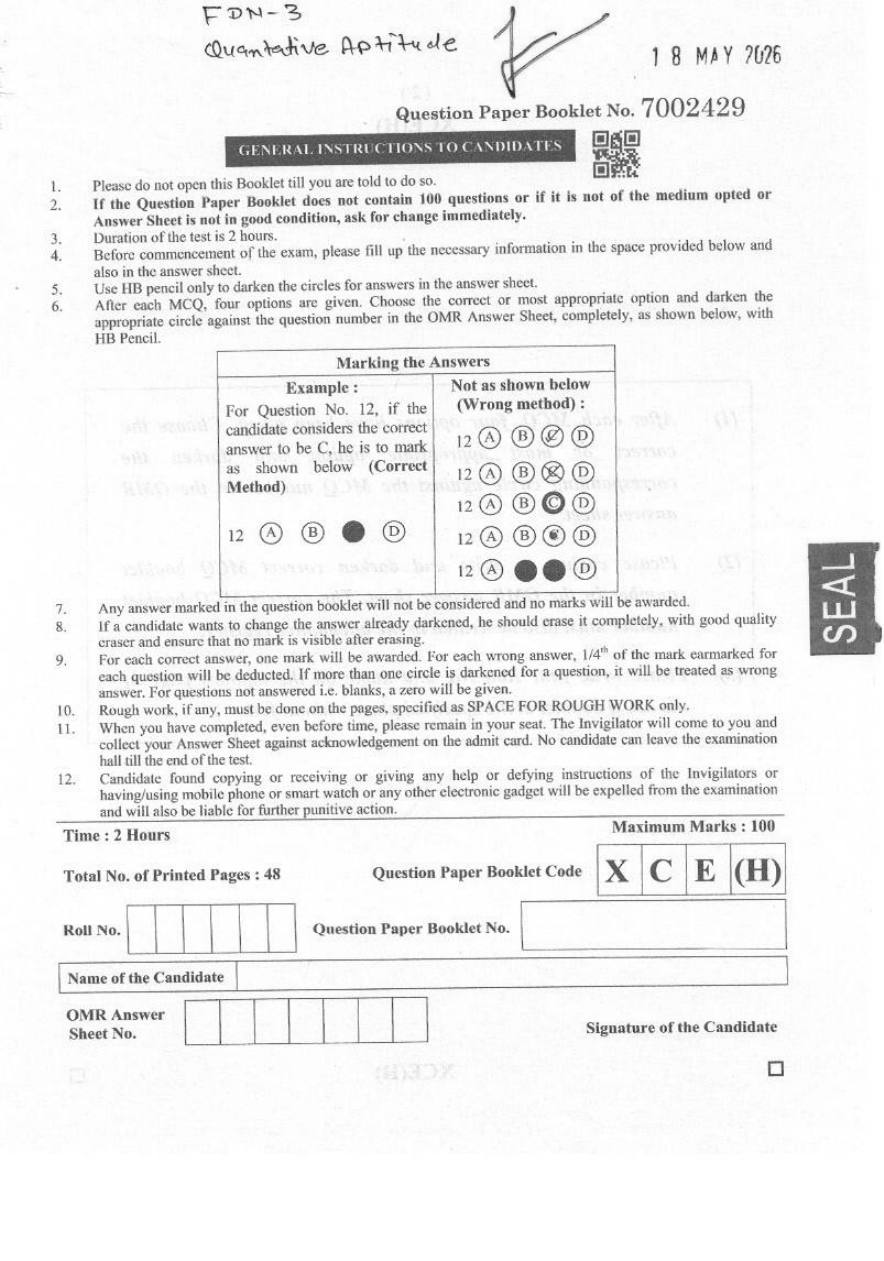 FDN-3
Quantative Aptitude
18 MAY 2026
Question Paper Booklet No. 7002429
GENERAL INSTRUCTIONS TO CANDIDATES
1. Please do not open this Booklet till you are told to do so.
2. If the Question Paper Booklet does not contain 100 questions or if it is not of the medium opted or
Answer Sheet is not in good condition, ask for change immediately.
3. Duration of the test is 2 hours.
4. Before commencement of the exam, please fill up the necessary information in the space provided below and
also in the answer sheet.
5. Use HB pencil only to darken the circles for answers in the answer sheet.
6. After each MCQ, four options are given. Choose the correct or most appropriate option and darken the
appropriate circle against the question number in the OMR Answer Sheet, completely, as shown below, with
HB Pencil.
Marking the Answers
Example :
For Question No. 12, if the
candidate considers the correct
answer to be C, he is to mark
as shown below (Correct
Method)
12 A B D
Not as shown below
(Wrong method) :
12 A B C D
12 A B C D
12 A B C D
12 A B C D
12 A D
7. Any answer marked in the question booklet will not be considered and no marks will be awarded.
8. If a candidate wants to change the answer already darkened, he should erase it completely, with good quality
eraser and ensure that no mark is visible after erasing.
9. For each correct answer, one mark will be awarded. For each wrong answer, 1/4th of the mark earmarked for
each question will be deducted. If more than one circle is darkened for a question, it will be treated as wrong
answer. For questions not answered i.e. blanks, a zero will be given.
10. Rough work, if any, must be done on the pages, specified as SPACE FOR ROUGH WORK only.
11. When you have completed, even before time, please remain in your seat. The Invigilator will come to you and
collect your Answer Sheet against acknowledgement on the admit card. No candidate can leave the examination
hall till the end of the test.
12. Candidate found copying or receiving or giving any help or defying instructions of the Invigilators or
having/using mobile phone or smart watch or any other electronic gadget will be expelled from the examination
and will also be liable for further punitive action.
SEAL
Time : 2 Hours Maximum Marks : 100
Total No. of Printed Pages : 48 Question Paper Booklet Code X C E (H)
Roll No. Question Paper Booklet No.
Name of the Candidate
OMR Answer
Sheet No.
Signature of the Candidate